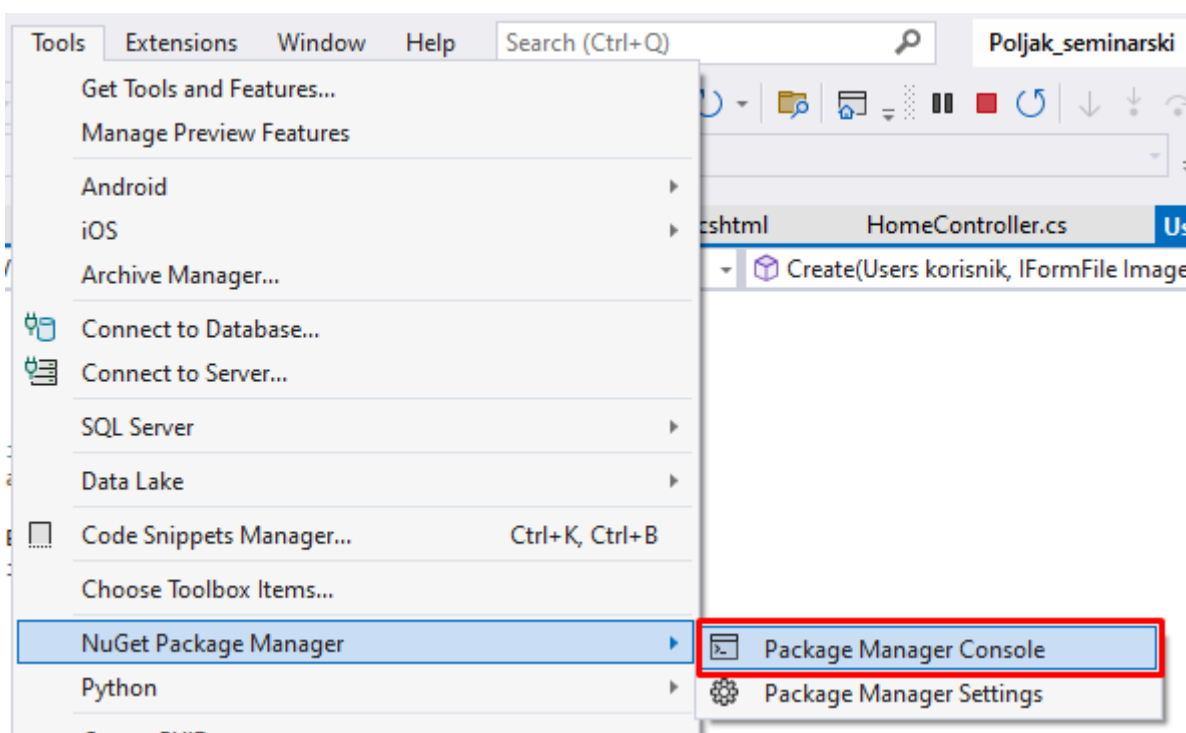 Tools Extensions Window Help Search (Ctrl+Q) Poljak_seminarski
Get Tools and Features...
Manage Preview Features
Android
iOS
cshtml HomeController.cs Us
Create(Users korisnik, IFormFile Image
Archive Manager...
Connect to Database...
Connect to Server...
SQL Server
Data Lake
Code Snippets Manager... Ctrl+K, Ctrl+B
Choose Toolbox Items...
NuGet Package Manager
Package Manager Console
Python
Package Manager Settings